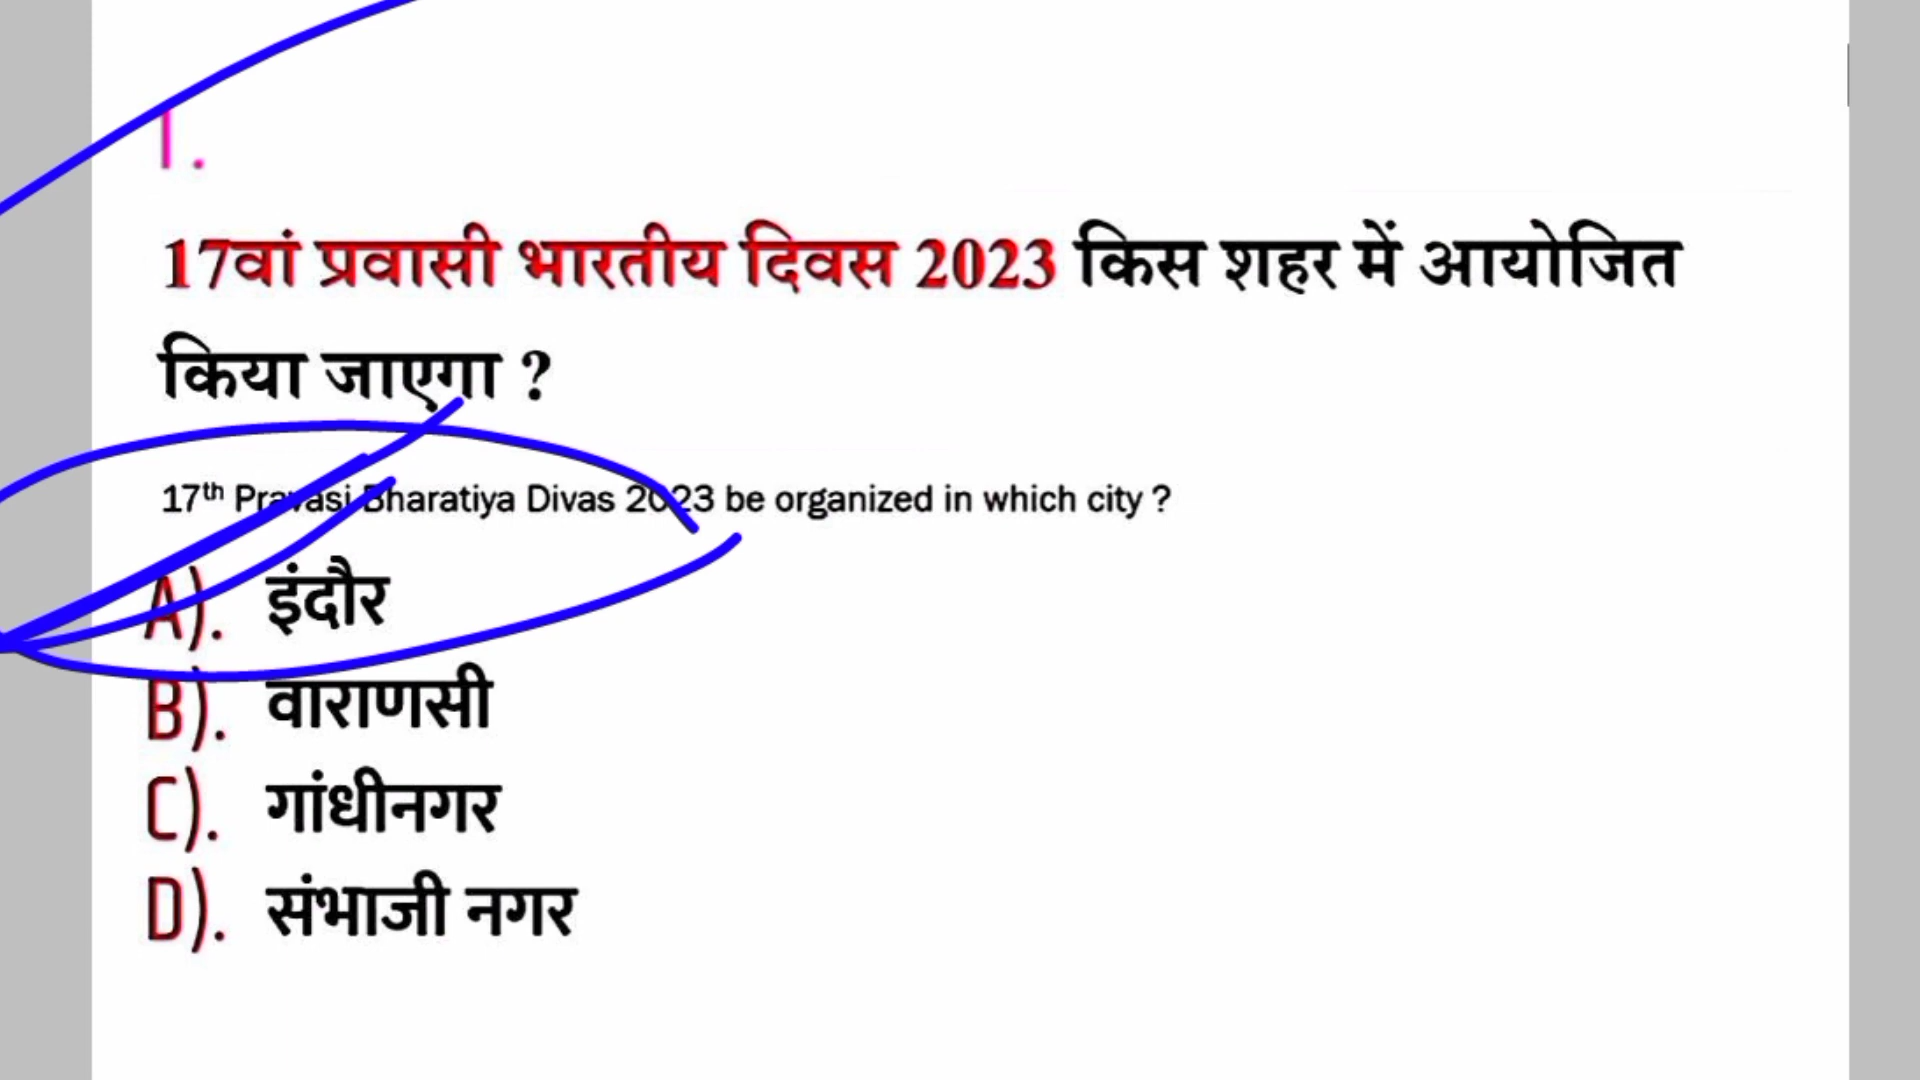 1.
17वां प्रवासी भारतीय दिवस 2023 किस शहर में आयोजित
किया जाएगा ?
17th Pravasi Bharatiya Divas 2023 be organized in which city ?
A). इंदौर
B). वाराणसी
C). गांधीनगर
D). संभाजी नगर